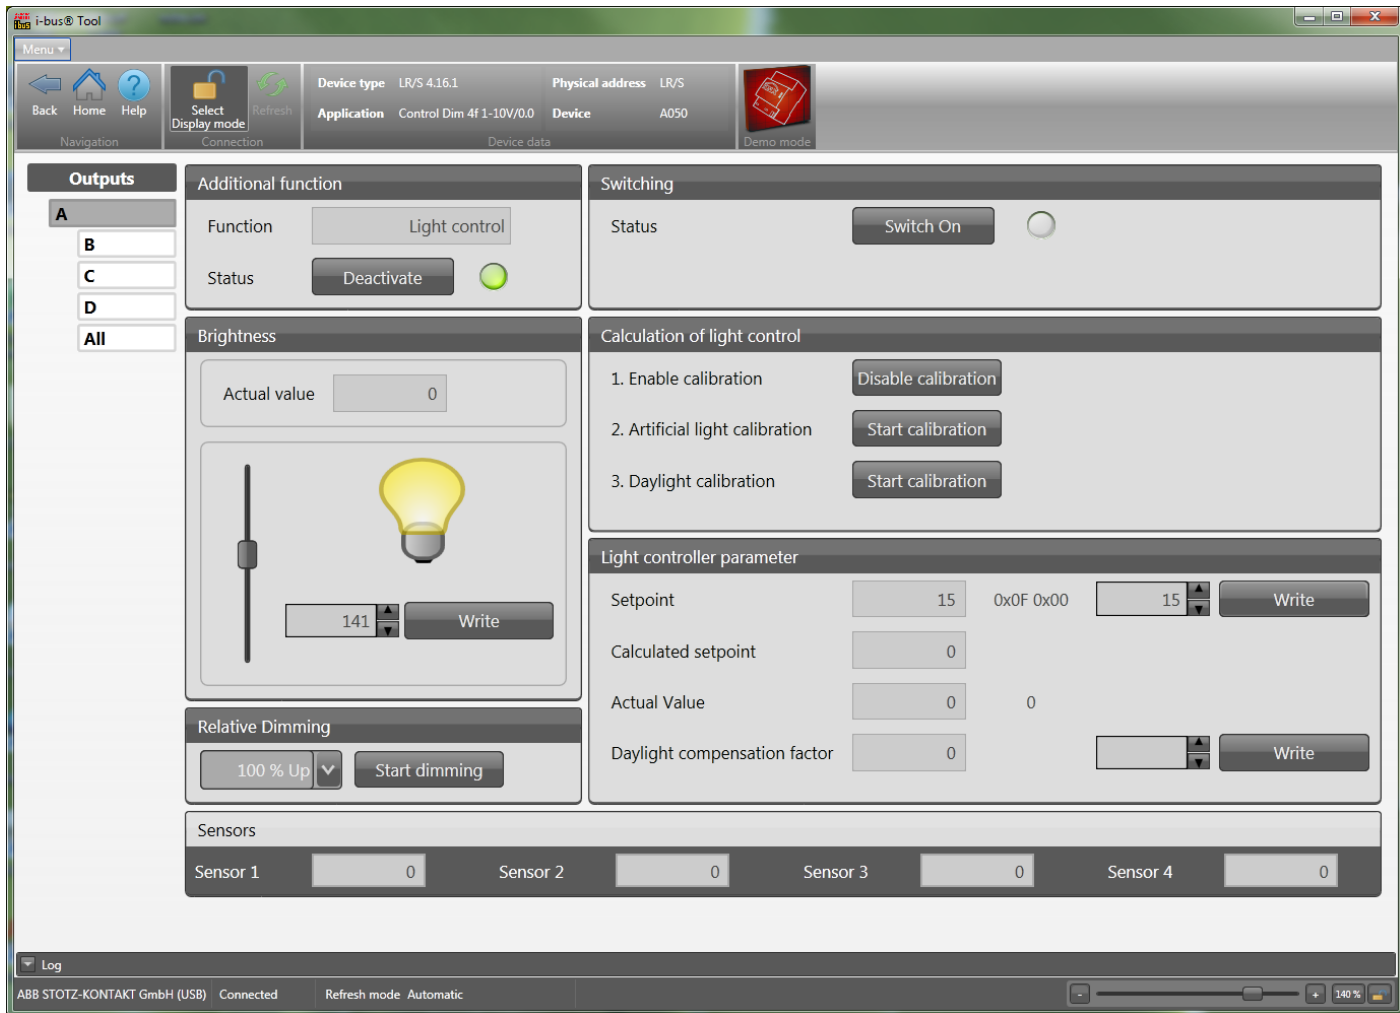 ABB
i-bus
i-bus® Tool
Menu
Back Home Help
Navigation
Select
Display mode
Refresh
Connection
Device type LR/S 4.16.1 Physical address LR/S
Application Control Dim 4f 1-10V/0.0 Device A050
Device data
Demo mode
Outputs
A
B
C
D
All
Additional function
Function Light control
Status Deactivate
Switching
Status Switch On
Brightness
Actual value 0
141 Write
Relative Dimming
100 % Up Start dimming
Calculation of light control
1. Enable calibration Disable calibration
2. Artificial light calibration Start calibration
3. Daylight calibration Start calibration
Light controller parameter
Setpoint 15 0x0F 0x00 15 Write
Calculated setpoint 0
Actual Value 0 0
Daylight compensation factor 0 Write
Sensors
Sensor 1 0 Sensor 2 0 Sensor 3 0 Sensor 4 0
Log
ABB STOTZ-KONTAKT GmbH (USB) Connected Refresh mode Automatic - + 140 %